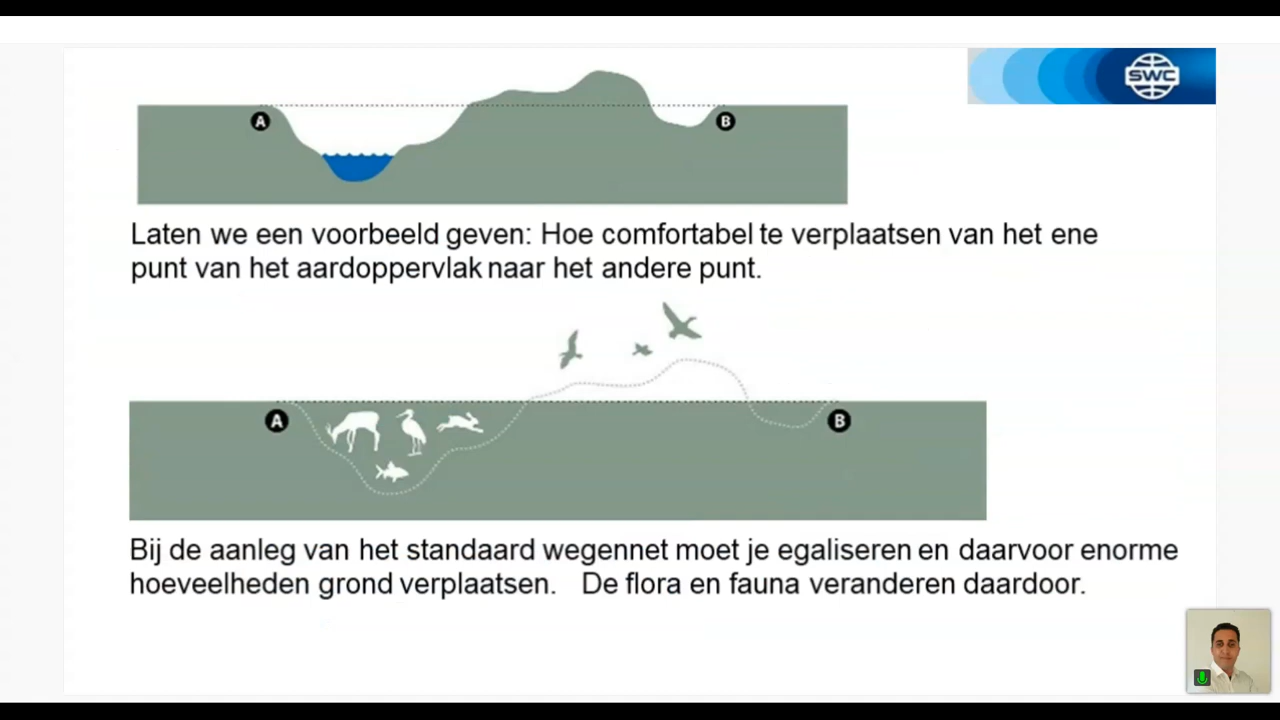 SWC
A B
Laten we een voorbeeld geven: Hoe comfortabel te verplaatsen van het ene
punt van het aardoppervlak naar het andere punt.
A B
Bij de aanleg van het standaard wegennet moet je egaliseren en daarvoor enorme
hoeveelheden grond verplaatsen. De flora en fauna veranderen daardoor.